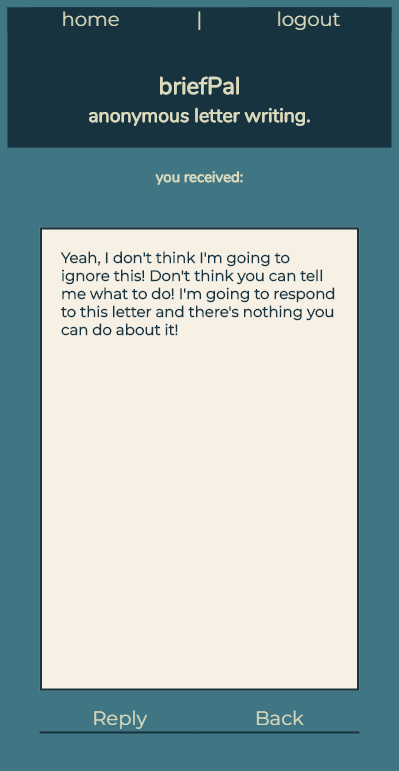 home | logout
briefPal
anonymous letter writing.
you received:
Yeah, I don't think I'm going to
ignore this! Don't think you can tell
me what to do! I'm going to respond
to this letter and there's nothing you
can do about it!
Reply Back